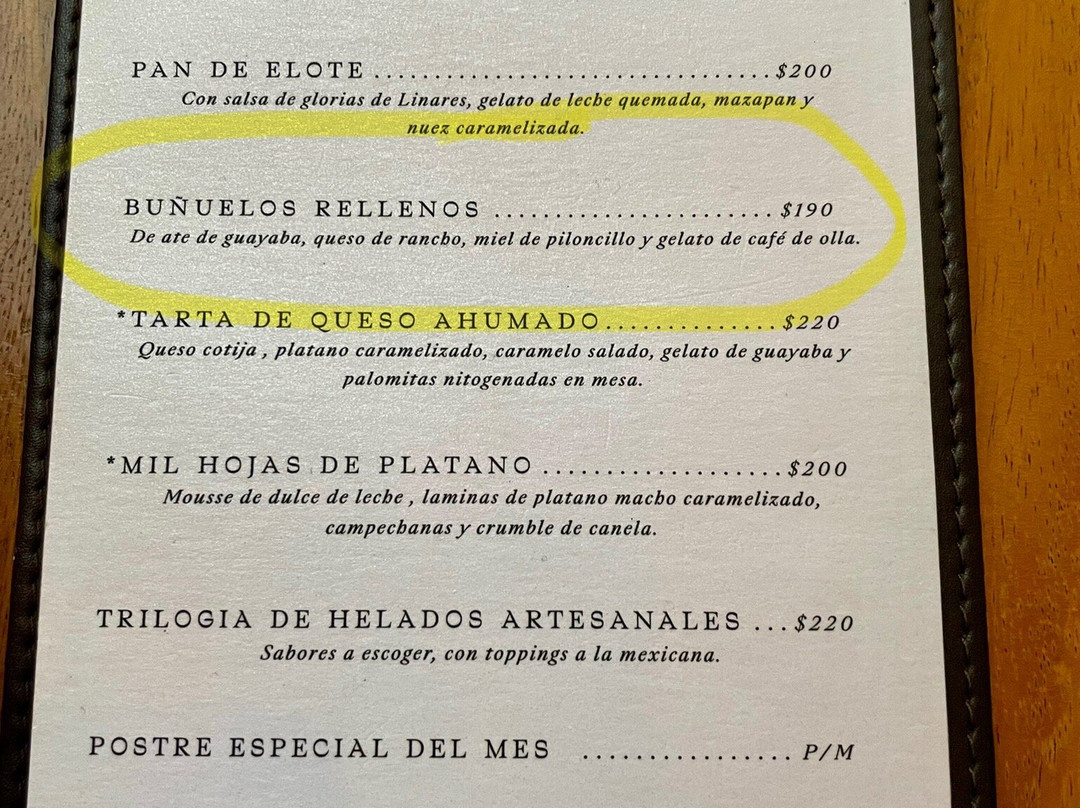 PAN DE ELOTE ................................. $200
Con salsa de glorias de Linares, gelato de leche quemada, mazapan y
nuez caramelizada.
BUÑUELOS RELLENOS ....................... $190
De ate de guayaba, queso de rancho, miel de piloncillo y gelato de café de olla.
*TARTA DE QUESO AHUMADO............... $220
Queso cotija , platano caramelizado, caramelo salado, gelato de guayaba y
palomitas nitogenadas en mesa.
*MIL HOJAS DE PLATANO .................... $200
Mousse de dulce de leche , laminas de platano macho caramelizado,
campechanas y crumble de canela.
TRILOGIA DE HELADOS ARTESANALES ... $220
Sabores a escoger, con toppings a la mexicana.
POSTRE ESPECIAL DEL MES ................ P/M